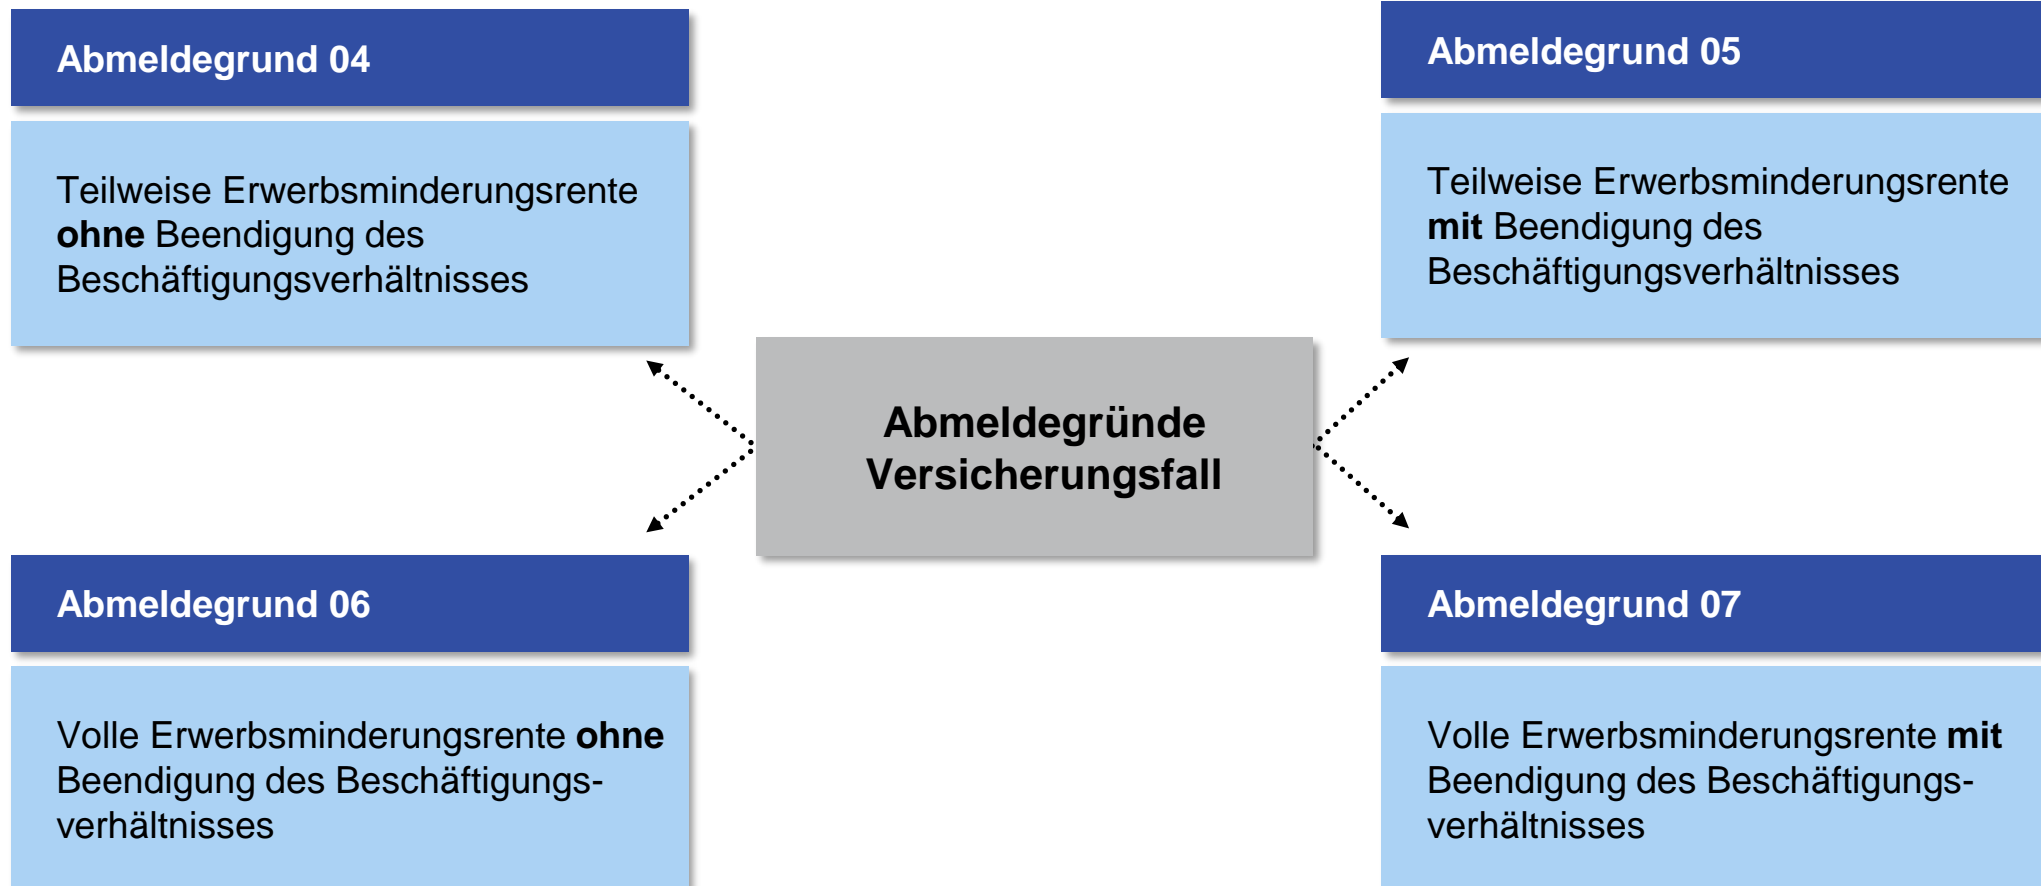 Abmeldegrund 04
Teilweise Erwerbsminderungsrente
ohne Beendigung des
Beschäftigungsverhältnisses
Abmeldegrund 05
Teilweise Erwerbsminderungsrente
mit Beendigung des
Beschäftigungsverhältnisses
Abmeldegründe
Versicherungsfall
Abmeldegrund 06
Volle Erwerbsminderungsrente ohne
Beendigung des Beschäftigungs-
verhältnisses
Abmeldegrund 07
Volle Erwerbsminderungsrente mit
Beendigung des Beschäftigungs-
verhältnisses